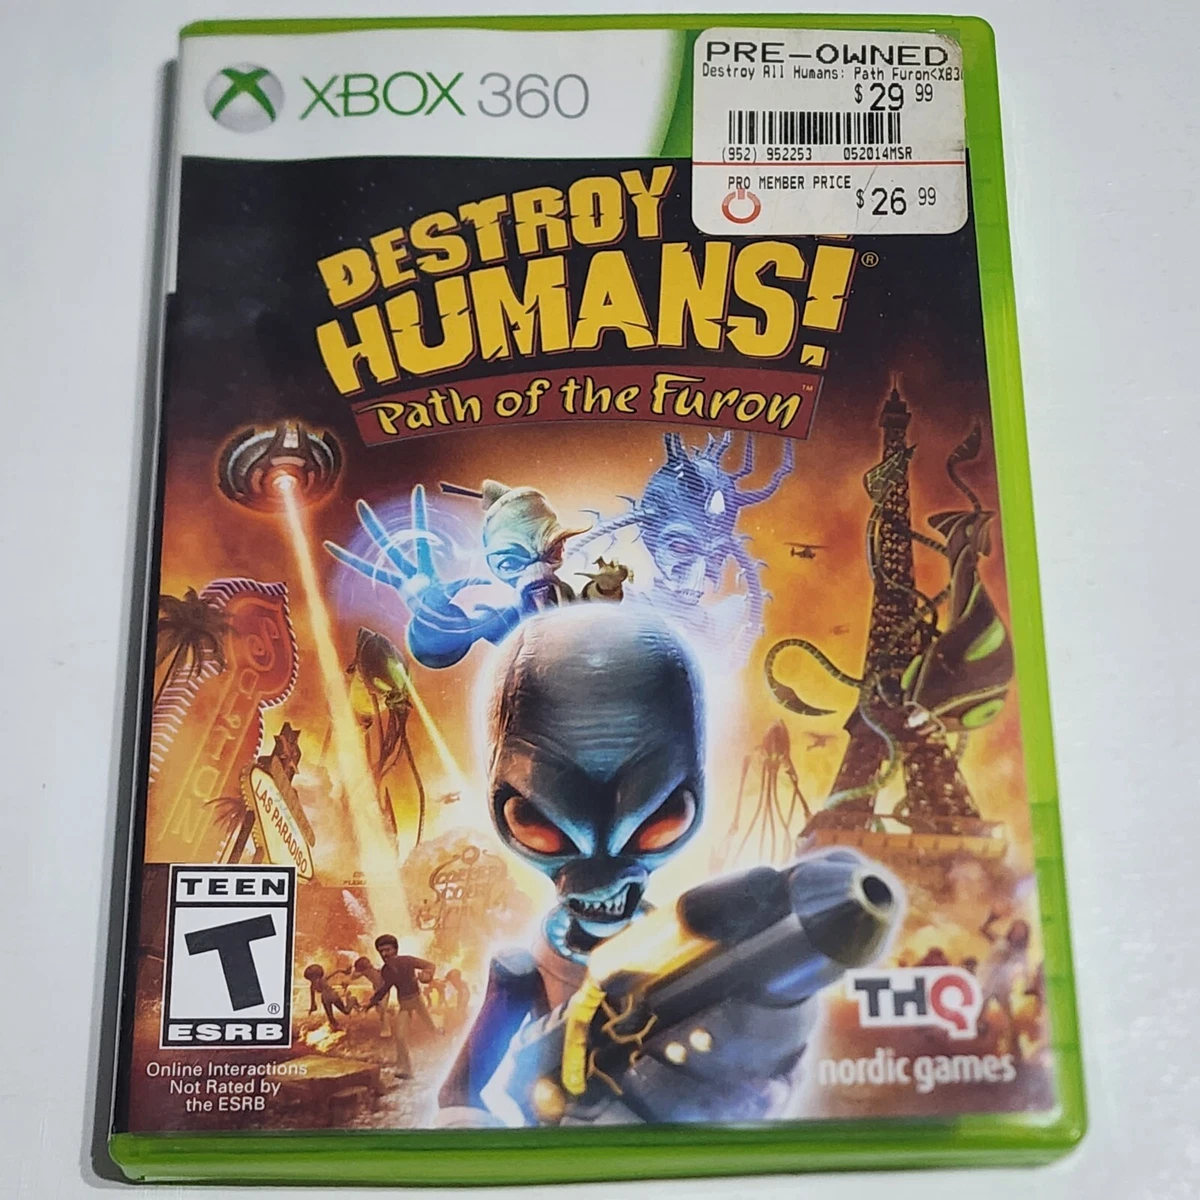 XBOX 360
PRE-OWNED
Destroy All Humans: Path Furon<XB36
$29 99
(952) 952253 052014MSR
PRO MEMBER PRICE
$26 99
DESTROY
HUMANS!®
Path of the Furon™
LAS PARADISO
TEEN
T®
ESRB
Online Interactions
Not Rated by
the ESRB
THQ
nordic games